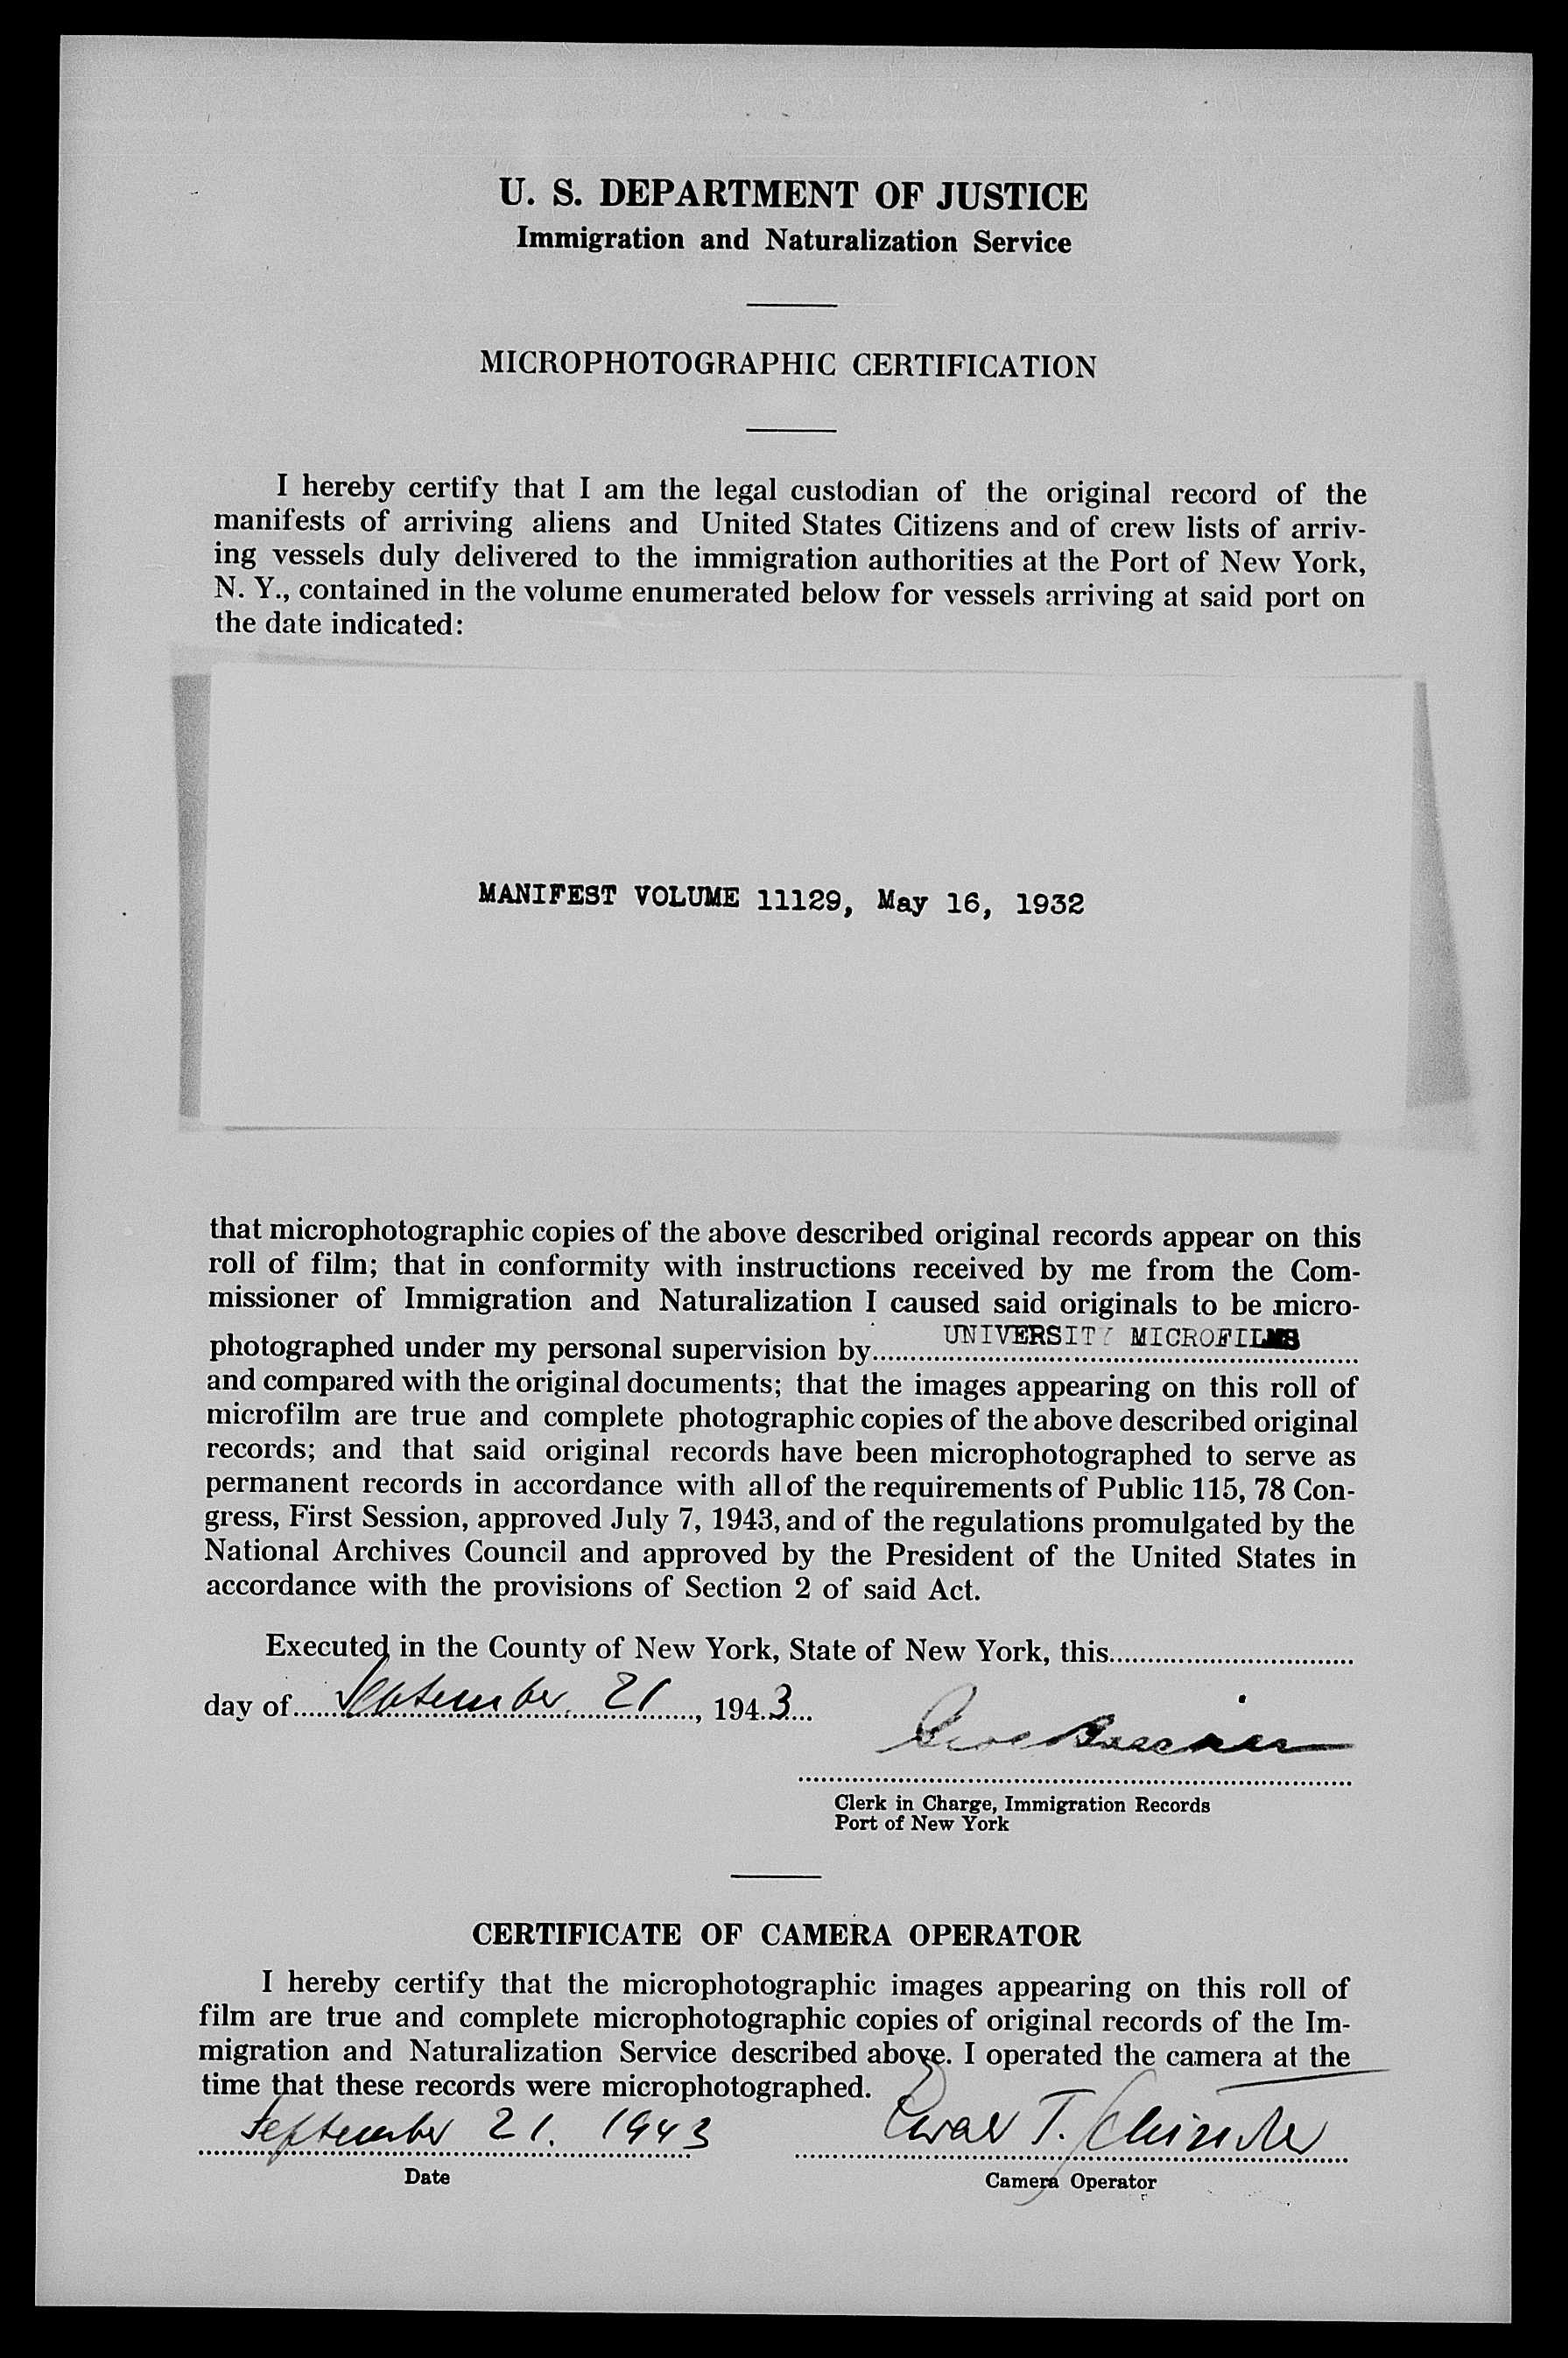 U. S. DEPARTMENT OF JUSTICE
Immigration and Naturalization Service
MICROPHOTOGRAPHIC CERTIFICATION
I hereby certify that I am the legal custodian of the original record of the
manifests of arriving aliens and United States Citizens and of crew lists of arriv-
ing vessels duly delivered to the immigration authorities at the Port of New York,
N. Y., contained in the volume enumerated below for vessels arriving at said port on
the date indicated:
MANIFEST VOLUME 11129, May 16, 1932
that microphotographic copies of the above described original records appear on this
roll of film; that in conformity with instructions received by me from the Com-
missioner of Immigration and Naturalization I caused said originals to be micro-
photographed under my personal supervision by UNIVERSITY MICROFILMS
and compared with the original documents; that the images appearing on this roll of
microfilm are true and complete photographic copies of the above described original
records; and that said original records have been microphotographed to serve as
permanent records in accordance with all of the requirements of Public 115, 78 Con-
gress, First Session, approved July 7, 1943, and of the regulations promulgated by the
National Archives Council and approved by the President of the United States in
accordance with the provisions of Section 2 of said Act.
Executed in the County of New York, State of New York, this
day of September 21, 1943
Clerk in Charge, Immigration Records
Port of New York
CERTIFICATE OF CAMERA OPERATOR
I hereby certify that the microphotographic images appearing on this roll of
film are true and complete microphotographic copies of original records of the Im-
migration and Naturalization Service described above. I operated the camera at the
time that these records were microphotographed.
September 21. 1943 T.
Date Camera Operator